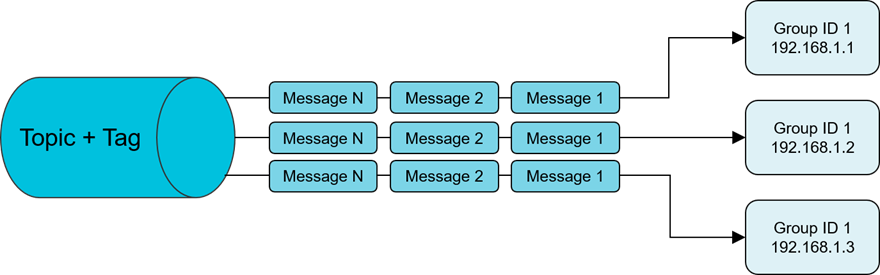 Topic + Tag
Message N Message 2 Message 1
Message N Message 2 Message 1
Message N Message 2 Message 1
Group ID 1
192.168.1.1
Group ID 1
192.168.1.2
Group ID 1
192.168.1.3